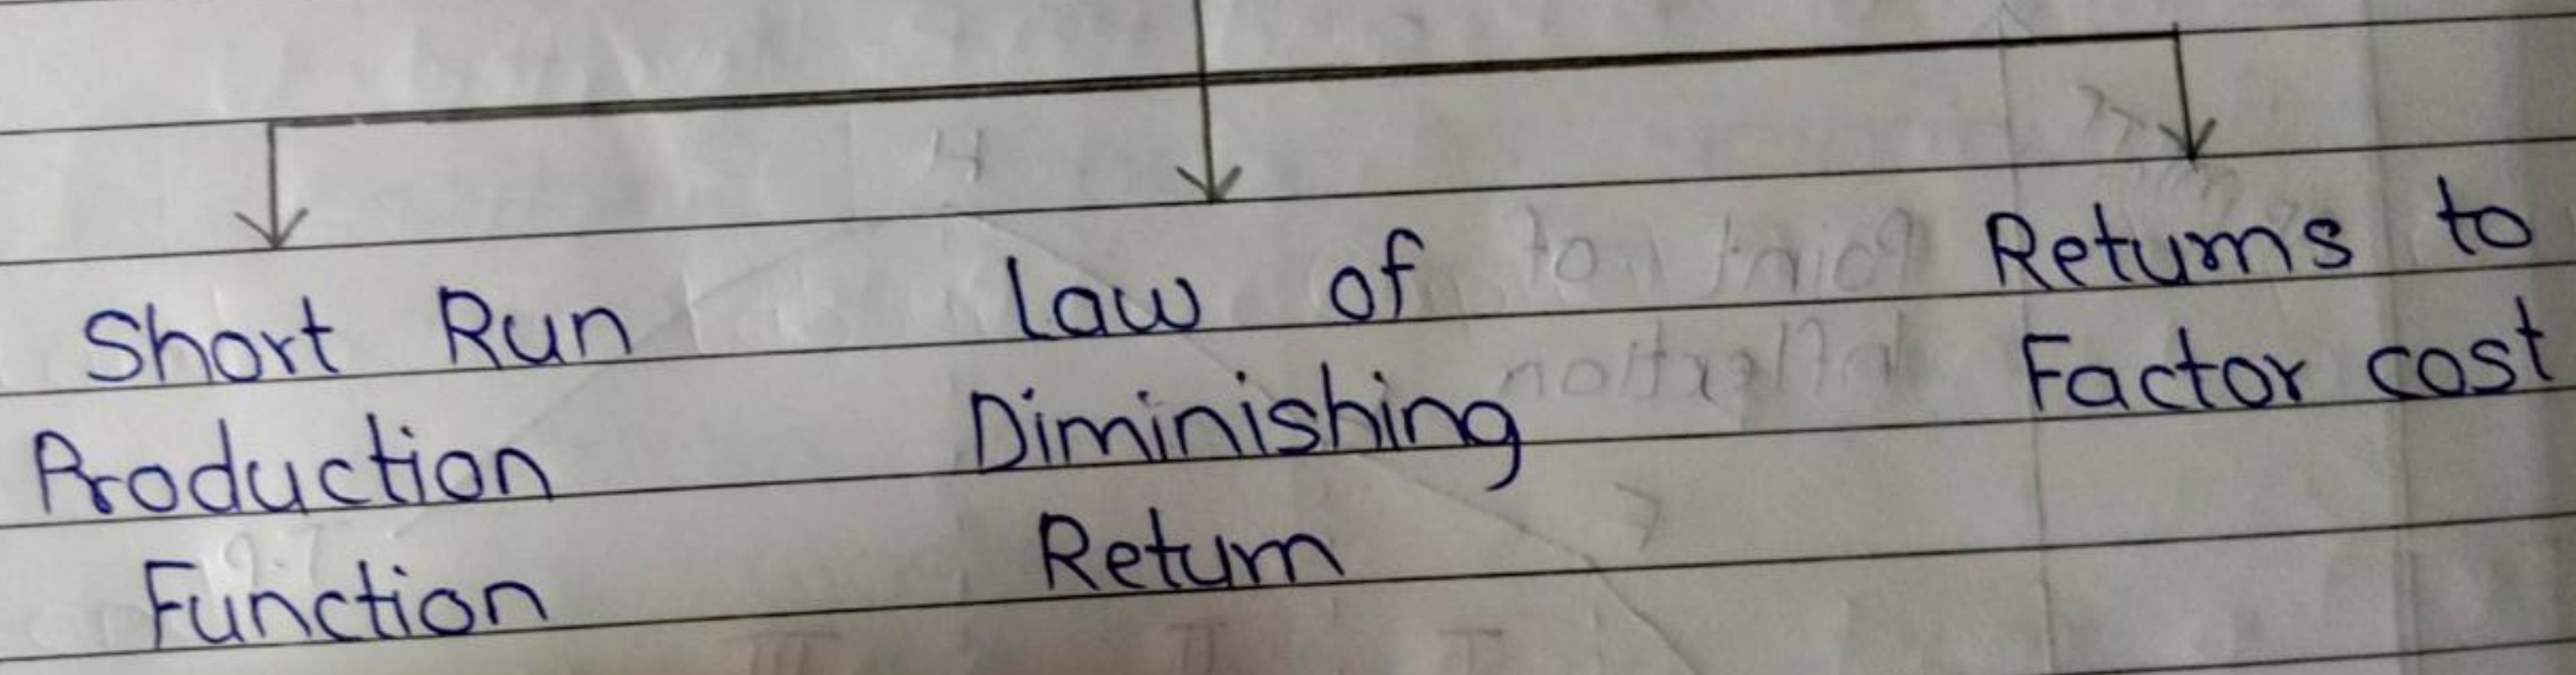 Short Run
Production
Function
Law of
Diminishing
Return
Returns to
Factor cost